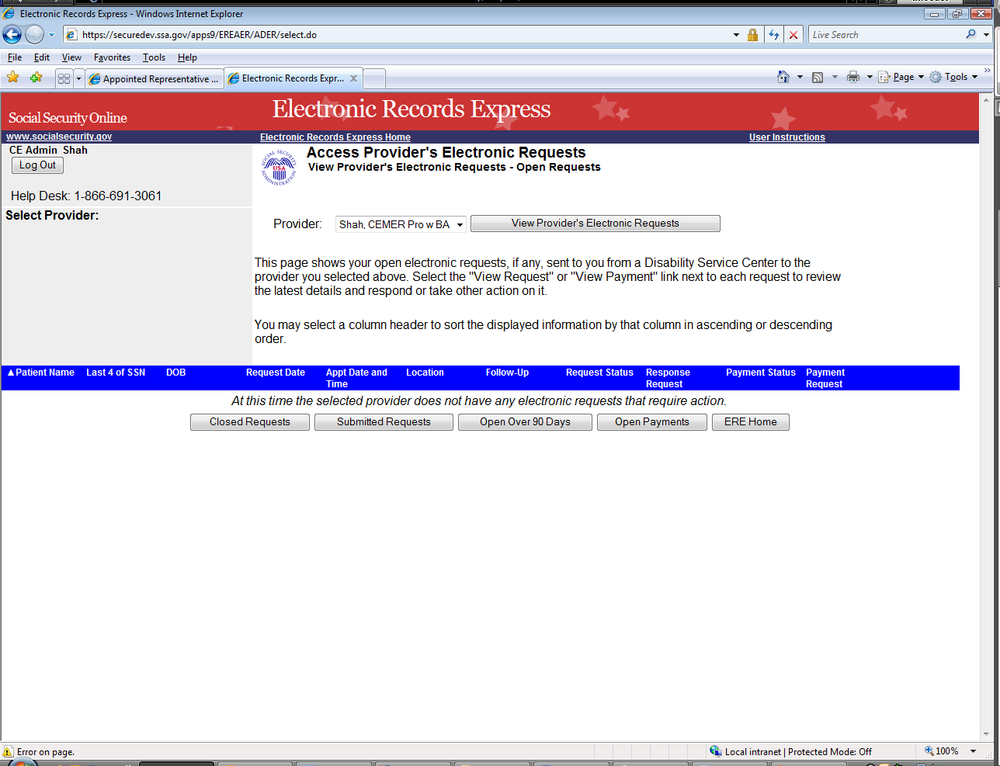 Electronic Records Express - Windows Internet Explorer
https://securedev.ssa.gov/apps9/EREAER/ADER/select.do
Live Search
File Edit View Favorites Tools Help
Appointed Representative ... Electronic Records Expr... Page Tools
Social Security Online
Electronic Records Express
www.socialsecurity.gov Electronic Records Express Home User Instructions
CE Admin Shah
Log Out
Help Desk: 1-866-691-3061
Select Provider:
SOCIAL SECURITY ADMINISTRATION
USA
Access Provider's Electronic Requests
View Provider's Electronic Requests - Open Requests
Provider: Shah, CEMER Pro w BA View Provider's Electronic Requests
This page shows your open electronic requests, if any, sent to you from a Disability Service Center to the
provider you selected above. Select the "View Request" or "View Payment" link next to each request to review
the latest details and respond or take other action on it.
You may select a column header to sort the displayed information by that column in ascending or descending
order.
▲Patient Name Last 4 of SSN DOB Request Date Appt Date and Time Location Follow-Up Request Status Response Request Payment Status Payment Request
At this time the selected provider does not have any electronic requests that require action.
Closed Requests Submitted Requests Open Over 90 Days Open Payments ERE Home
Error on page. Local intranet | Protected Mode: Off 100%